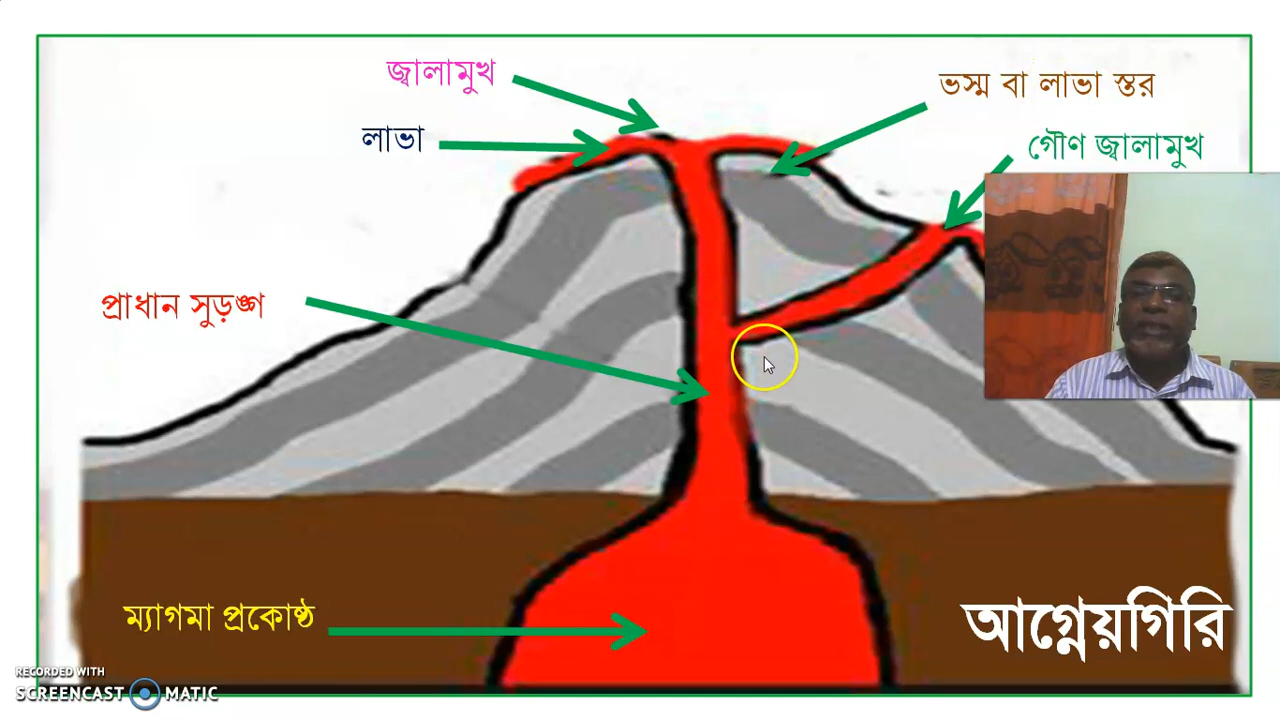 জ্বালামুখ
ভস্ম বা লাভা স্তর
লাভা
গৌণ জ্বালামুখ
প্রাধান সুড়ঙ্গ
ম্যাগমা প্রকোষ্ঠ
আগ্নেয়গিরি
RECORDED WITH
SCREENCAST MATIC